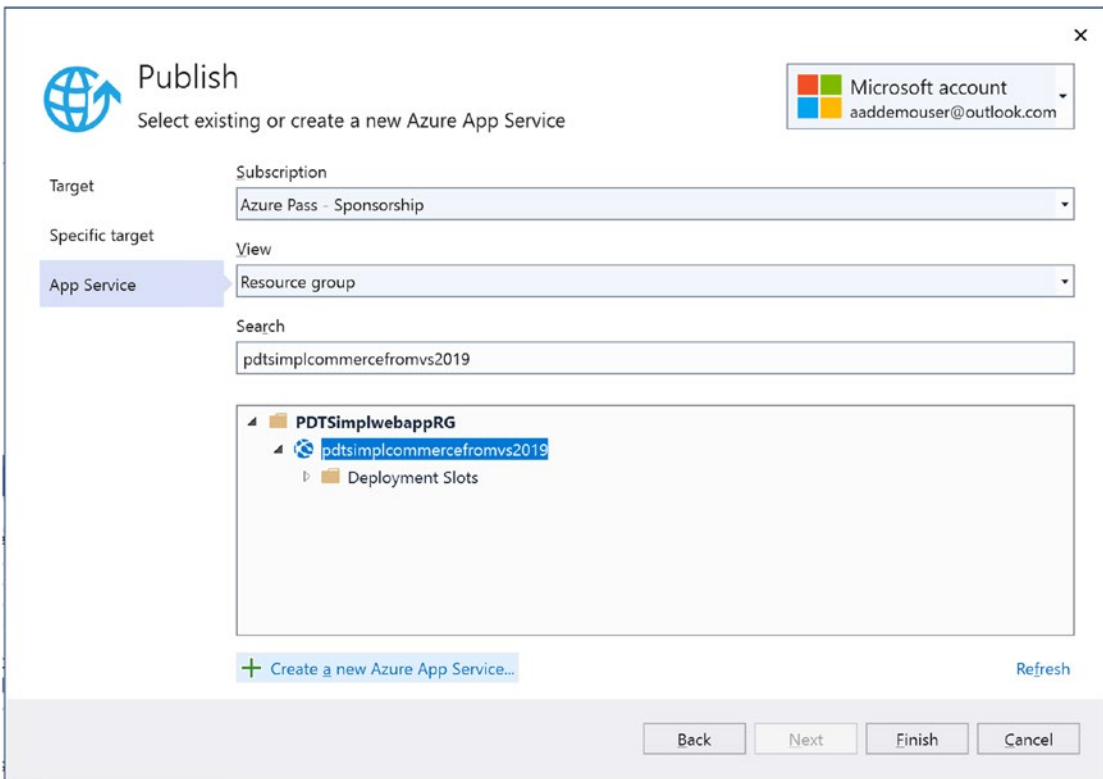 Publish
Select existing or create a new Azure App Service
Microsoft account
aaddemouser@outlook.com
Target
Specific target
App Service
Subscription
Azure Pass - Sponsorship
View
Resource group
Search
pdtsimplcommercefromvs2019
PDTSimplwebappRG
pdtsimplcommercefromvs2019
Deployment Slots
Create a new Azure App Service...
Refresh
Back
Next
Finish
Cancel